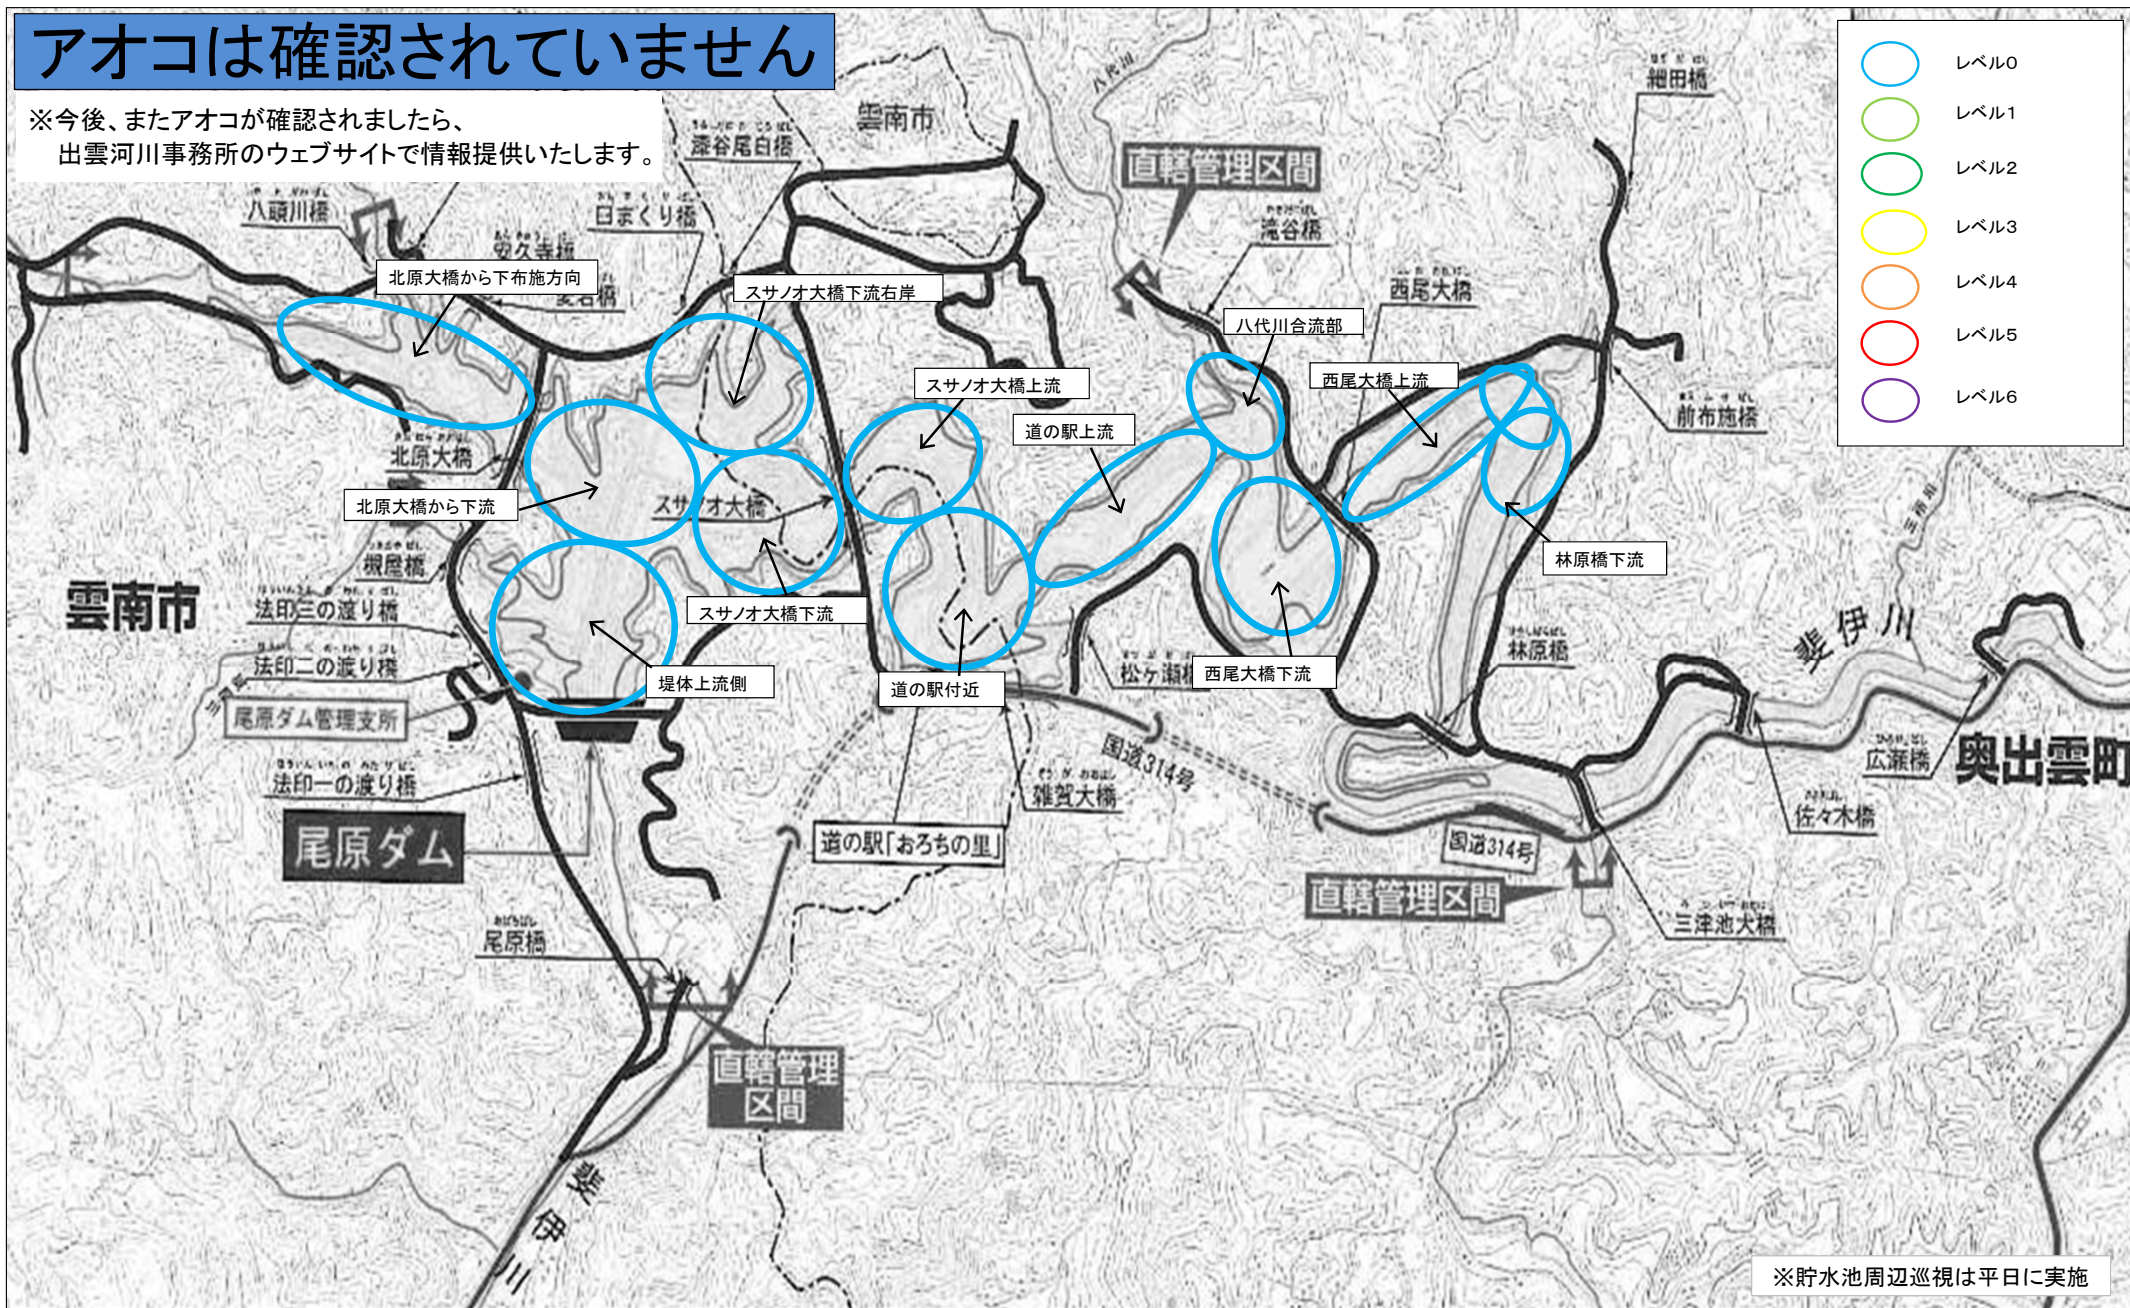 アオコは確認されていません
※今後、またアオコが確認されましたら、
出雲河川事務所のウェブサイトで情報提供いたします。
レベル0
レベル1
レベル2
レベル3
レベル4
レベル5
レベル6
細田橋
八代川
雲南市
漆谷尾白橋
直轄管理区間
八頭川橋
日まくり橋
滝谷橋
安久寺橋
北原大橋から下布施方向
スサノオ大橋下流右岸
西尾大橋
八代川合流部
スサノオ大橋上流
西尾大橋上流
前布施橋
道の駅上流
北原大橋
北原大橋から下流
スサノオ大橋
槻屋橋
林原橋下流
雲南市
法印三の渡り橋
スサノオ大橋下流
斐伊川
法印二の渡り橋
林原橋
松ヶ瀬橋
西尾大橋下流
堤体上流側
道の駅付近
尾原ダム管理支所
国道314号
広瀬橋
奥出雲町
法印一の渡り橋
雑賀大橋
佐々木橋
尾原ダム
道の駅「おろちの里」
国道314号
直轄管理区間
三津池大橋
おばらばし
尾原橋
直轄管理
区間
斐伊川
※貯水池周辺巡視は平日に実施